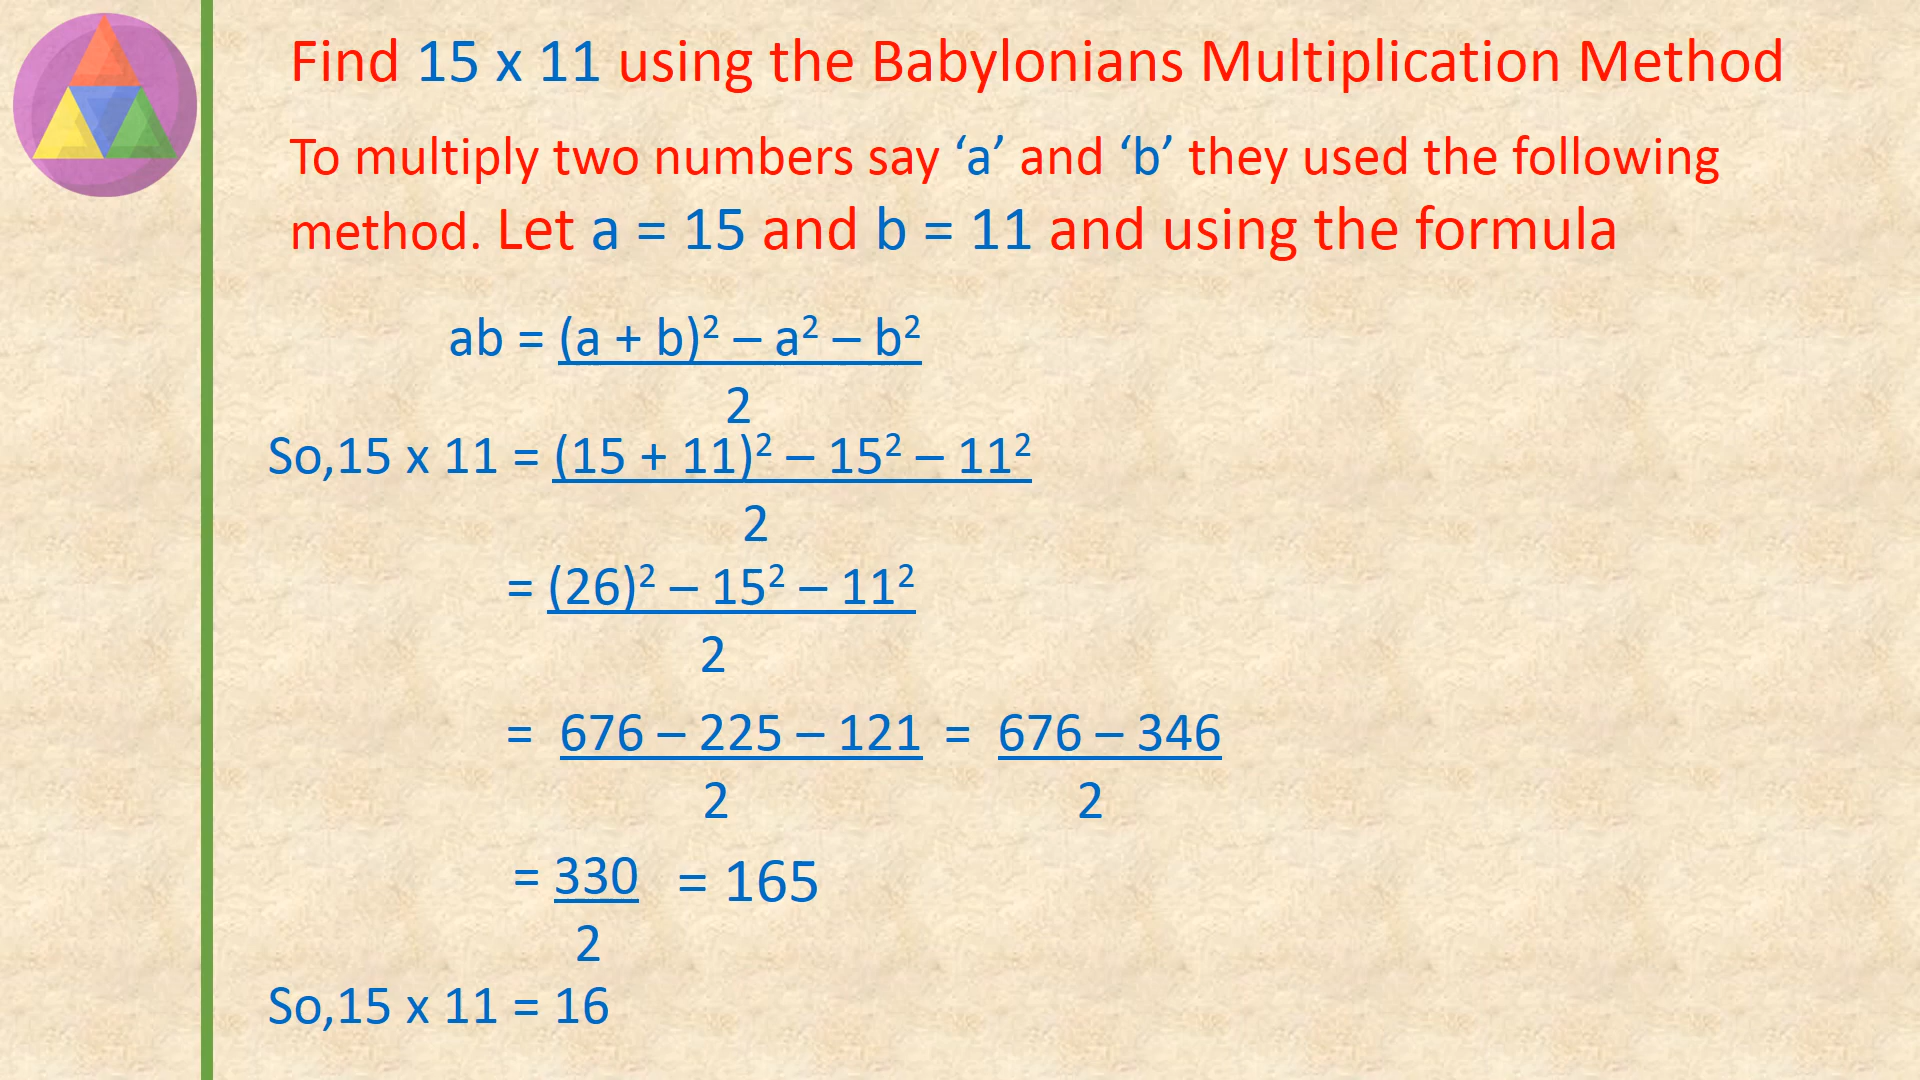 Find 15 x 11 using the Babylonians Multiplication Method
To multiply two numbers say ‘a’ and ‘b’ they used the following
method. Let a = 15 and b = 11 and using the formula
ab = (a + b)² – a² – b²
2
So,15 x 11 = (15 + 11)² – 15² – 11²
2
= (26)² – 15² – 11²
2
= 676 – 225 – 121 = 676 – 346
2 2
= 330 = 165
2
So,15 x 11 = 16